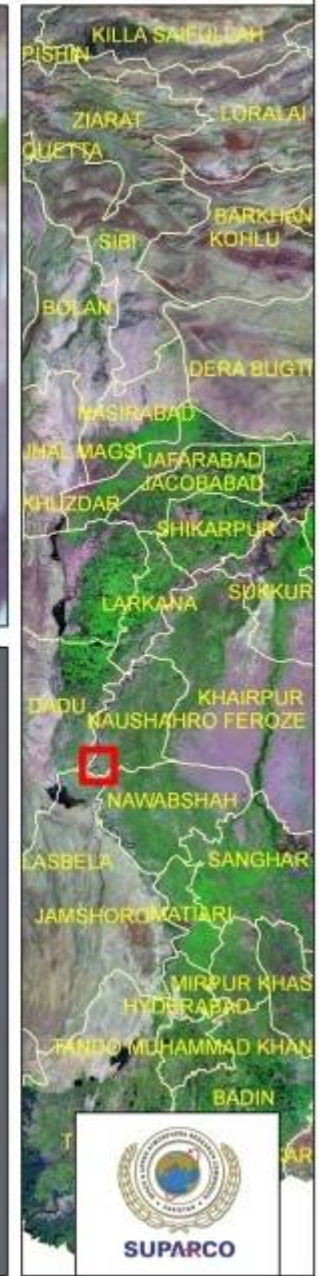 KILLA SAIFULLAH
PISHIN
ZIARAT
LORALAI
QUETTA
BARKHAN
SIBI
KOHLU
BOLAN
DERA BUGTI
NASIRABAD
JHAL MAGSI
JAFARABAD
JACOBABAD
KHUZDAR
SHIKARPUR
LARKANA
SUKKUR
DADU
KHAIRPUR
NAUSHAHRO FEROZE
NAWABSHAH
LASBELA
SANGHAR
JAMSHORO
MATIARI
MIRPUR KHAS
HYDERABAD
TANDO MUHAMMAD KHAN
BADIN
T
AR
PAKISTAN
SUPARCO